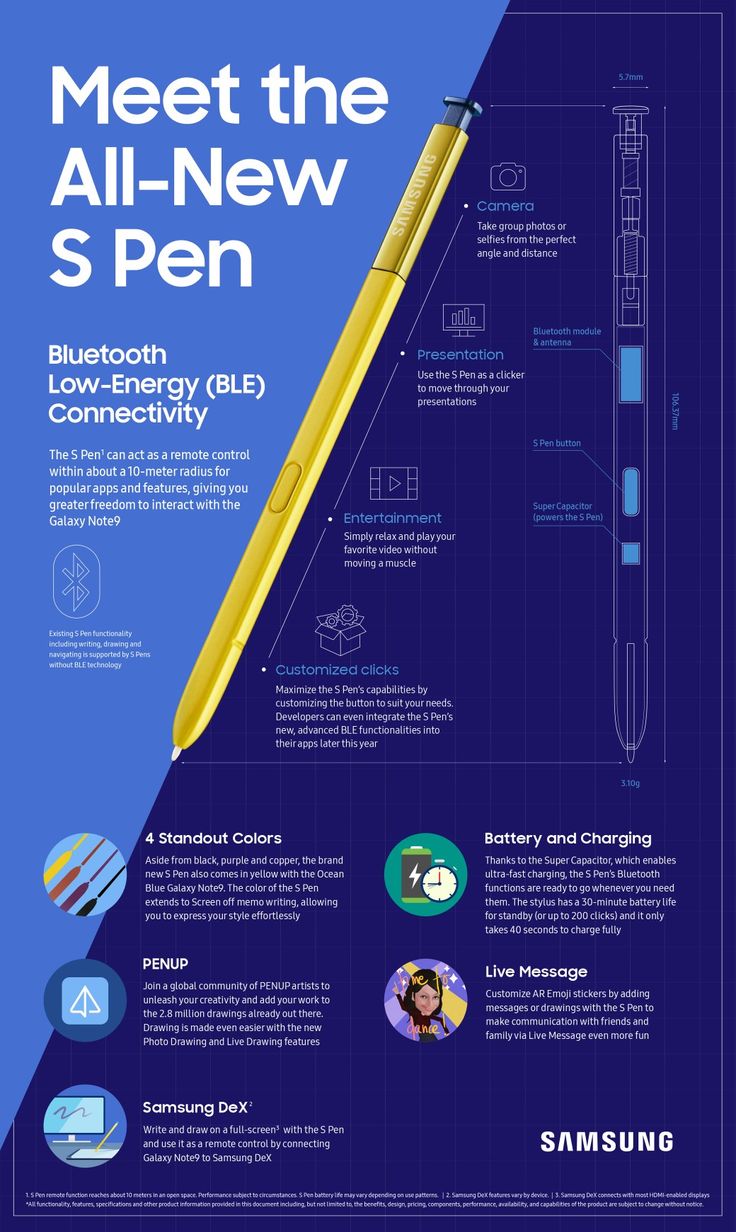 Meet the
All-New
S Pen
Bluetooth
Low-Energy (BLE)
Connectivity
The S Pen¹ can act as a remote control
within about a 10-meter radius for
popular apps and features, giving you
greater freedom to interact with the
Galaxy Note9
Existing S Pen functionality
including writing, drawing and
navigating is supported by S Pens
without BLE technology
SAMSUNG
5.7mm
Camera
Take group photos or
selfies from the perfect
angle and distance
Presentation
Use the S Pen as a clicker
to move through your
presentations
Entertainment
Simply relax and play your
favorite video without
moving a muscle
Customized clicks
Maximize the S Pen's capabilities by
customizing the button to suit your needs.
Developers can even integrate the S Pen's
new, advanced BLE functionalities into
their apps later this year
Bluetooth module
& antenna
S Pen button
Super Capacitor
(powers the S Pen)
106.37mm
3.10g
4 Standout Colors
Aside from black, purple and copper, the brand
new S Pen also comes in yellow with the Ocean
Blue Galaxy Note9. The color of the S Pen
extends to Screen off memo writing, allowing
you to express your style effortlessly
Battery and Charging
Thanks to the Super Capacitor, which enables
ultra-fast charging, the S Pen's Bluetooth
functions are ready to go whenever you need
them. The stylus has a 30-minute battery life
for standby (or up to 200 clicks) and it only
takes 40 seconds to charge fully
PENUP
Join a global community of PENUP artists to
unleash your creativity and add your work to
the 2.8 million drawings already out there.
Drawing is made even easier with the new
Photo Drawing and Live Drawing features
time to
dance!
Live Message
Customize AR Emoji stickers by adding
messages or drawings with the S Pen to
make communication with friends and
family via Live Message even more fun
Samsung DeX²
Write and draw on a full-screen³ with the S Pen
and use it as a remote control by connecting
Galaxy Note9 to Samsung DeX
SAMSUNG
1. S Pen remote function reaches about 10 meters in an open space. Performance subject to circumstances. S Pen battery life may vary depending on use patterns. | 2. Samsung DeX features vary by device. | 3. Samsung DeX connects with most HDMI-enabled displays
*All functionality, features, specifications and other product information provided in this document including, but not limited to, the benefits, design, pricing, components, performance, availability, and capabilities of the product are subject to change without notice.